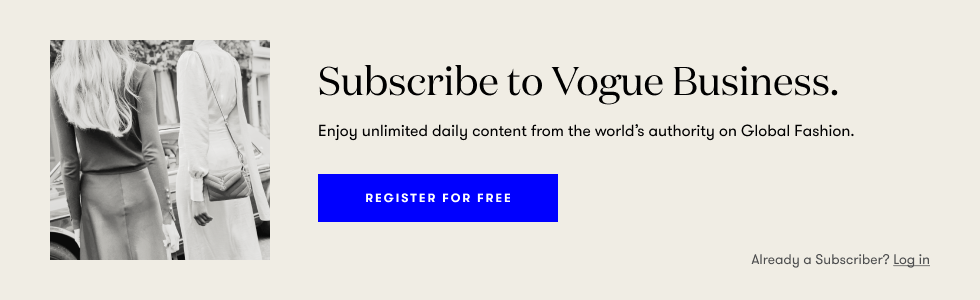 Subscribe to Vogue Business.
Enjoy unlimited daily content from the world’s authority on Global Fashion.
REGISTER FOR FREE
Already a Subscriber? Log in